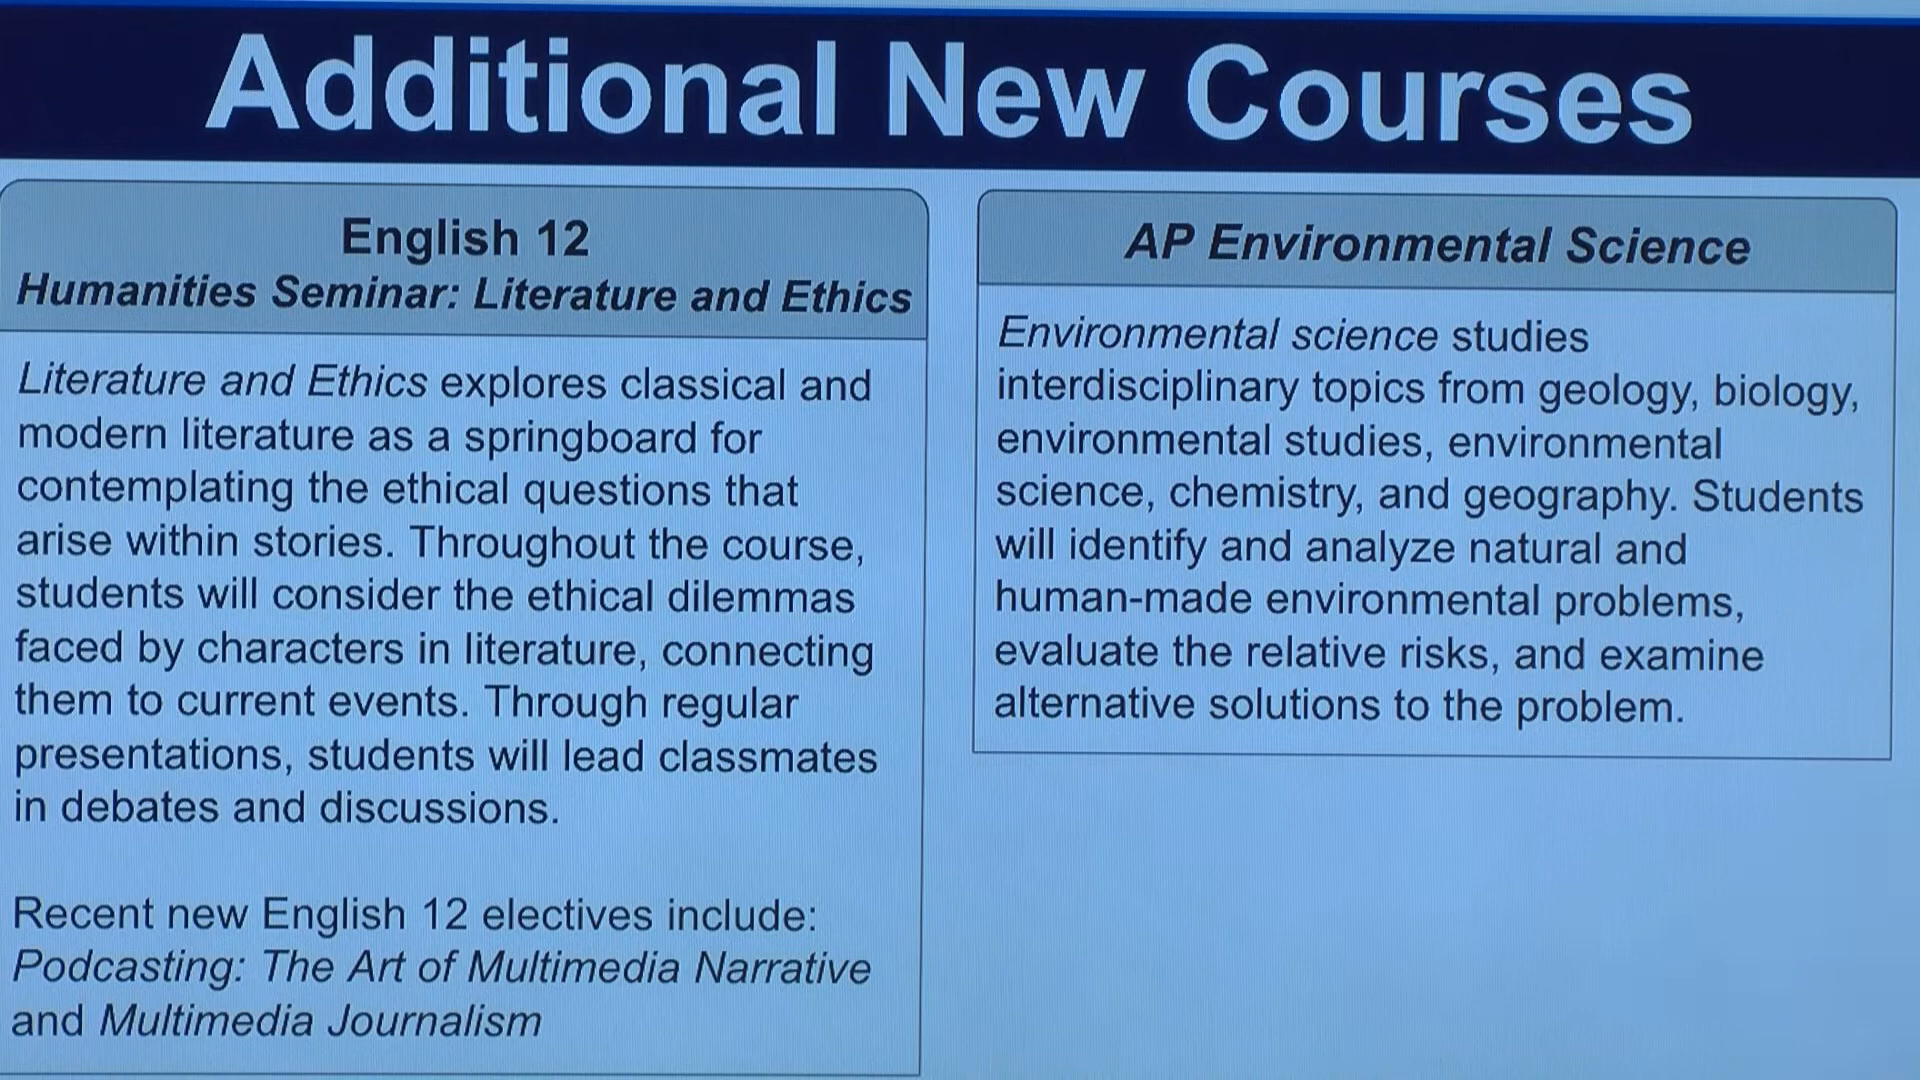 Additional New Courses
English 12
Humanities Seminar: Literature and Ethics
Literature and Ethics explores classical and
modern literature as a springboard for
contemplating the ethical questions that
arise within stories. Throughout the course,
students will consider the ethical dilemmas
faced by characters in literature, connecting
them to current events. Through regular
presentations, students will lead classmates
in debates and discussions.
Recent new English 12 electives include:
Podcasting: The Art of Multimedia Narrative
and Multimedia Journalism
AP Environmental Science
Environmental science studies
interdisciplinary topics from geology, biology,
environmental studies, environmental
science, chemistry, and geography. Students
will identify and analyze natural and
human-made environmental problems,
evaluate the relative risks, and examine
alternative solutions to the problem.